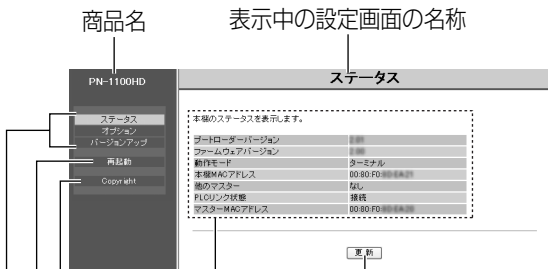 商品名
表示中の設定画面の名称
PN-1100HD
ステータス
ステータス
オプション
バージョンアップ
再起動
Copyright
本機のステータスを表示します。
ブートローダーバージョン
ファームウェアバージョン
動作モード ターミナル
本機MACアドレス 00:80:F0:
他のマスター なし
PLCリンク状態 接続
マスターMACアドレス 00:80:F0:
更新